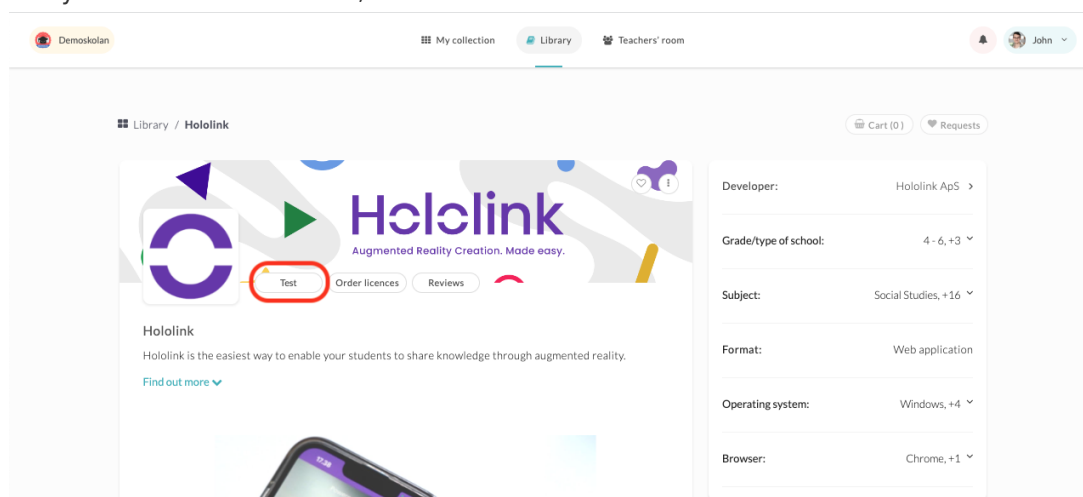 Demoskolan
My collection
Library
Teachers' room
John
Library / Hololink
Cart (0)
Requests
Hololink
Augmented Reality Creation. Made easy.
Test
Order licences
Reviews
Hololink
Hololink is the easiest way to enable your students to share knowledge through augmented reality.
Find out more
Developer: Hololink ApS
Grade/type of school: 4 - 6, +3
Subject: Social Studies, +16
Format: Web application
Operating system: Windows, +4
Browser: Chrome, +1
17:38